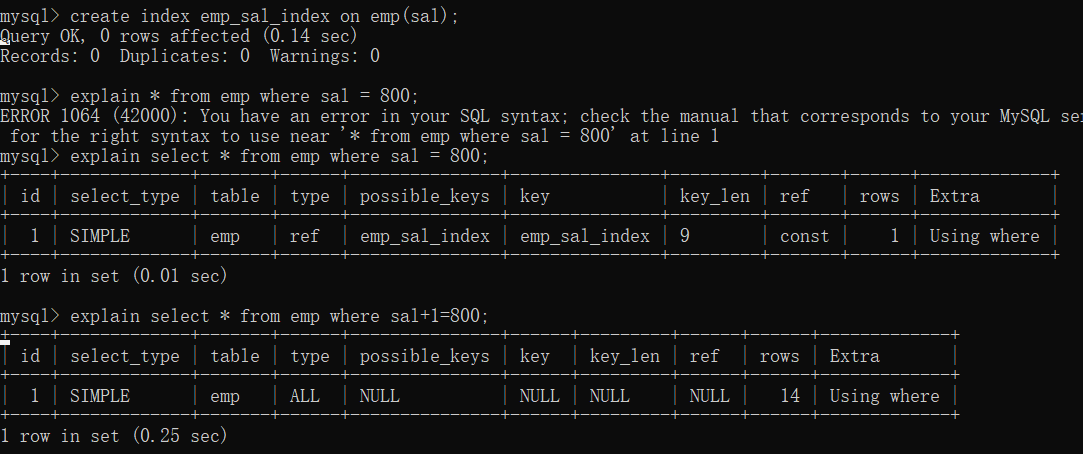 mysql> create index emp_sal_index on emp(sal);
Query OK, 0 rows affected (0.14 sec)
Records: 0  Duplicates: 0  Warnings: 0
mysql> explain * from emp where sal = 800;
ERROR 1064 (42000): You have an error in your SQL syntax; check the manual that corresponds to your MySQL
for the right syntax to use near '* from emp where sal = 800' at line 1
mysql> explain select * from emp where sal = 800;
+----+-------------+-------+------+---------------+---------------+---------+-------+------+-------------+
| id | select_type | table | type | possible_keys | key           | key_len | ref   | rows | Extra       |
+----+-------------+-------+------+---------------+---------------+---------+-------+------+-------------+
|  1 | SIMPLE      | emp   | ref  | emp_sal_index | emp_sal_index | 9       | const |    1 | Using where |
+----+-------------+-------+------+---------------+---------------+---------+-------+------+-------------+
1 row in set (0.01 sec)
mysql> explain select * from emp where sal+1=800;
+----+-------------+-------+------+---------------+------+---------+------+------+-------------+
| id | select_type | table | type | possible_keys | key  | key_len | ref  | rows | Extra       |
+----+-------------+-------+------+---------------+------+---------+------+------+-------------+
|  1 | SIMPLE      | emp   | ALL  | NULL          | NULL | NULL    | NULL |   14 | Using where |
+----+-------------+-------+------+---------------+------+---------+------+------+-------------+
1 row in set (0.25 sec)